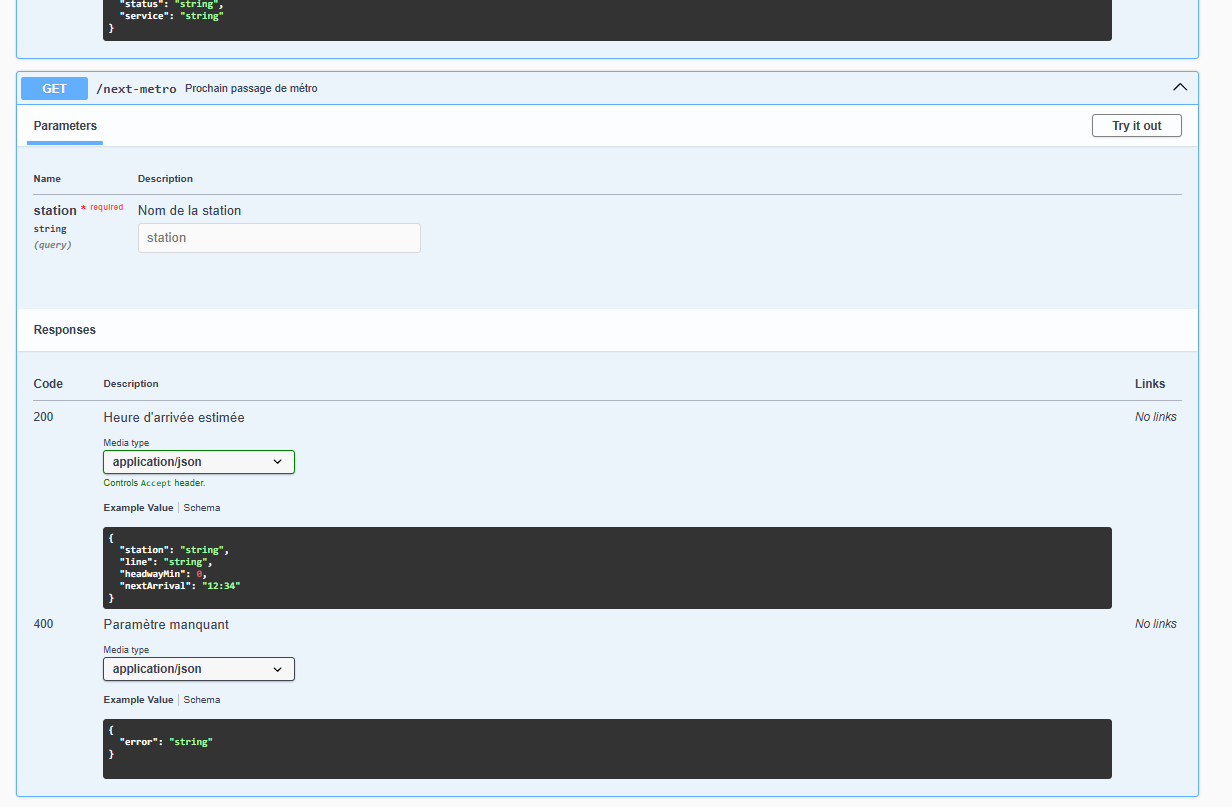 "status": "string",
"service": "string"
}
GET /next-metro Prochain passage de métro
Parameters
Try it out
Name Description
station * required Nom de la station
string
station
(query)
Responses
Code Description Links
200 Heure d'arrivée estimée No links
Media type
application/json
Controls Accept header.
Example Value | Schema
{
"station": "string",
"line": "string",
"headwayMin": 0,
"nextArrival": "12:34"
}
400 Paramètre manquant No links
Media type
application/json
Example Value | Schema
{
"error": "string"
}